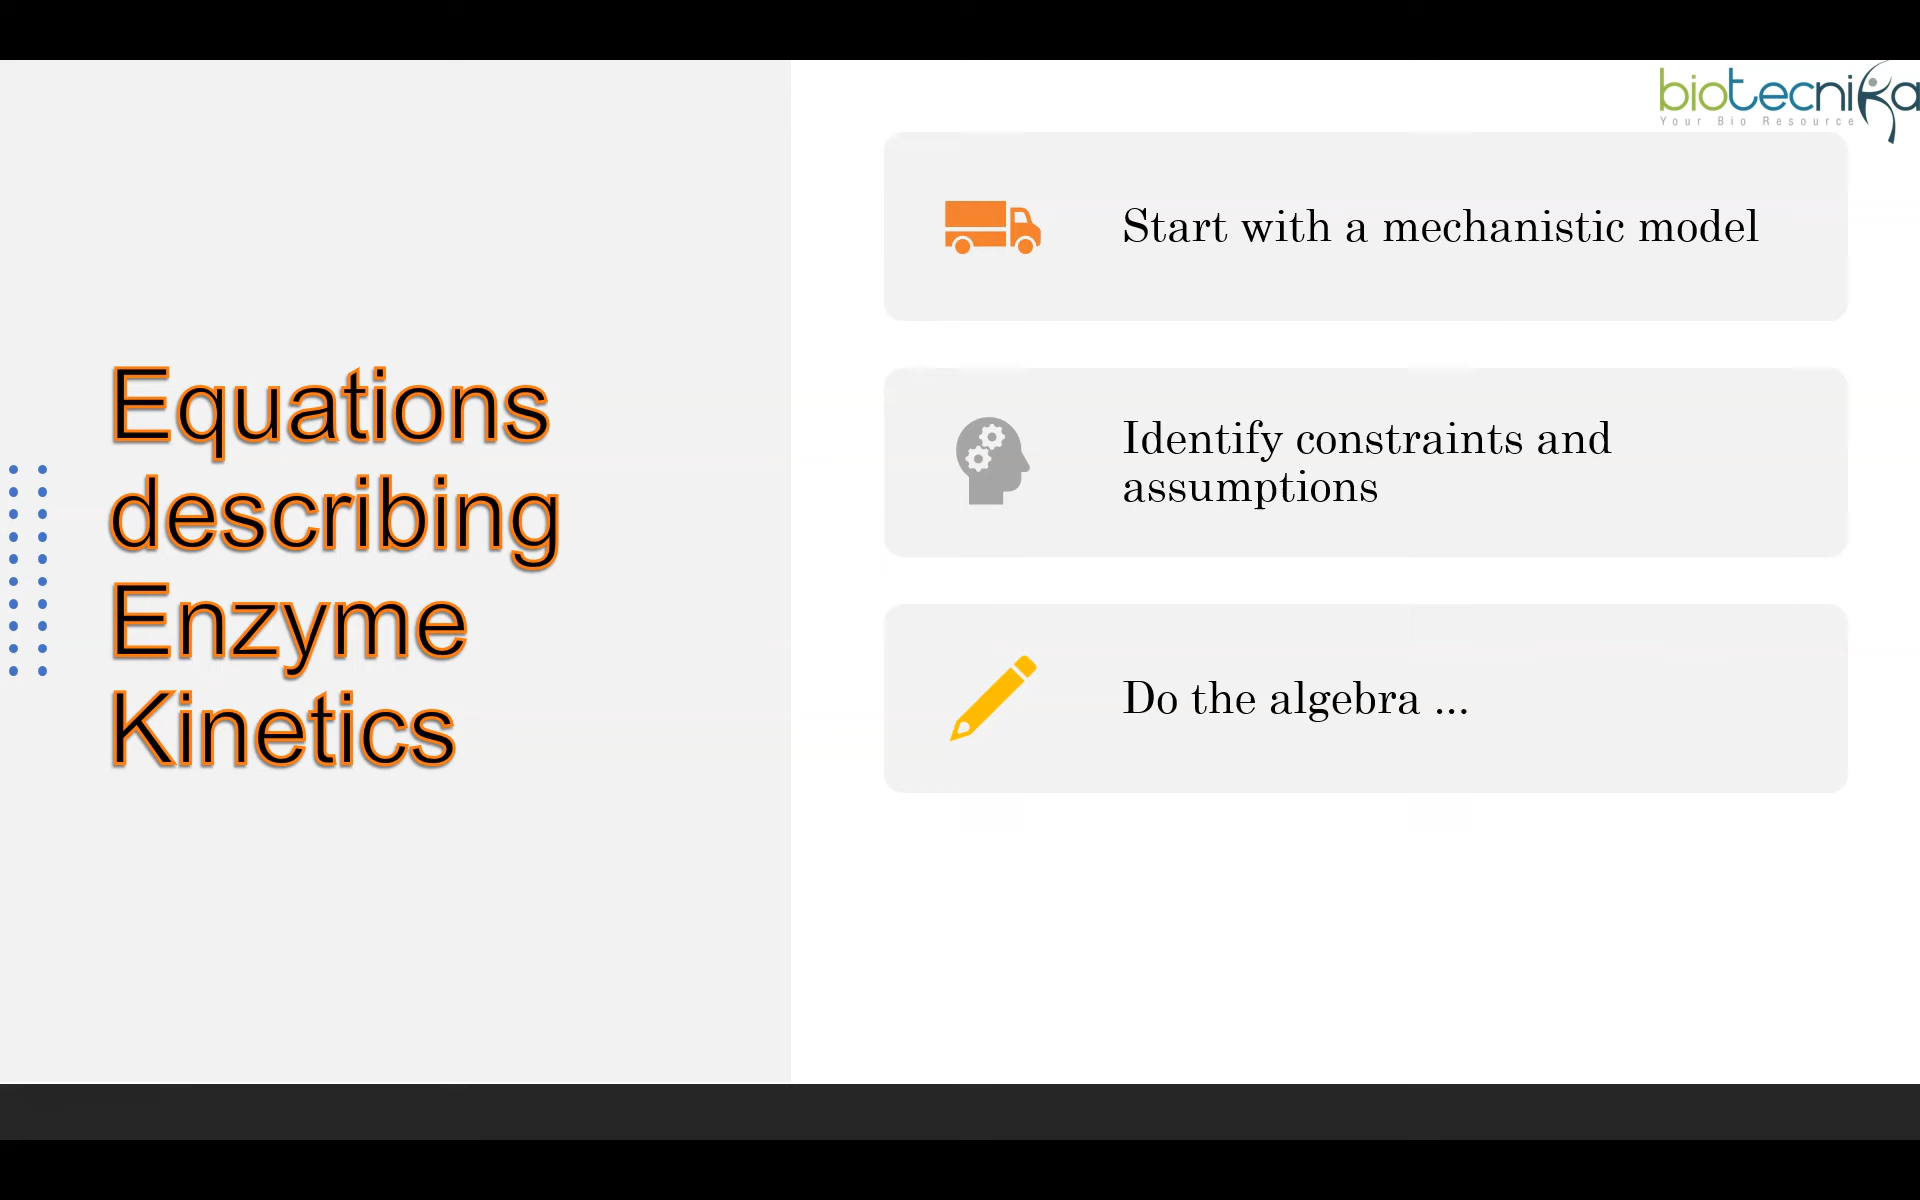 Equations
describing
Enzyme
Kinetics
biotecnika
Your Bio Resource
Start with a mechanistic model
Identify constraints and
assumptions
Do the algebra ...